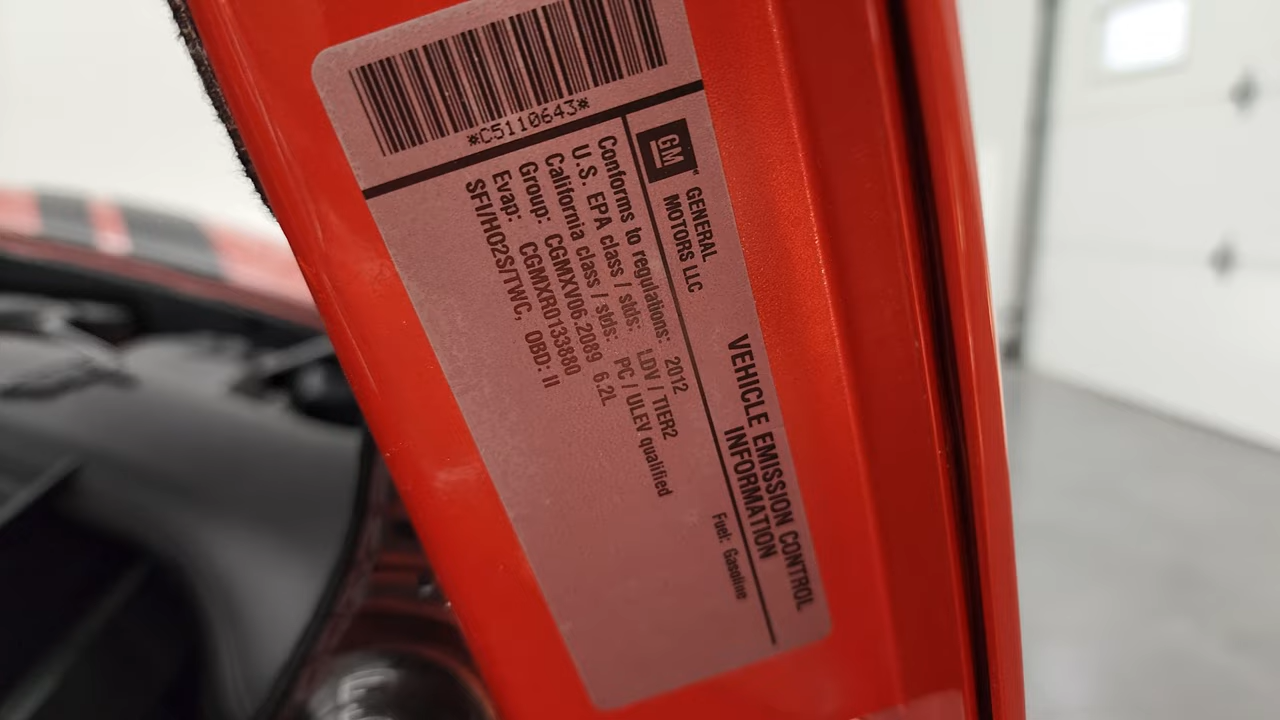 *C5110643*
GM
GENERAL
MOTORS LLC
VEHICLE EMISSION CONTROL
INFORMATION
Fuel: Gasoline
Conforms to regulations: 2012
U.S. EPA class / stds: LDV / TIER2
California class / stds: PC / ULEV qualified
Group: CGMXV06.2089 6.2L
Evap: CGMXR0133880
SFI/HO2S/TWC, OBD: II